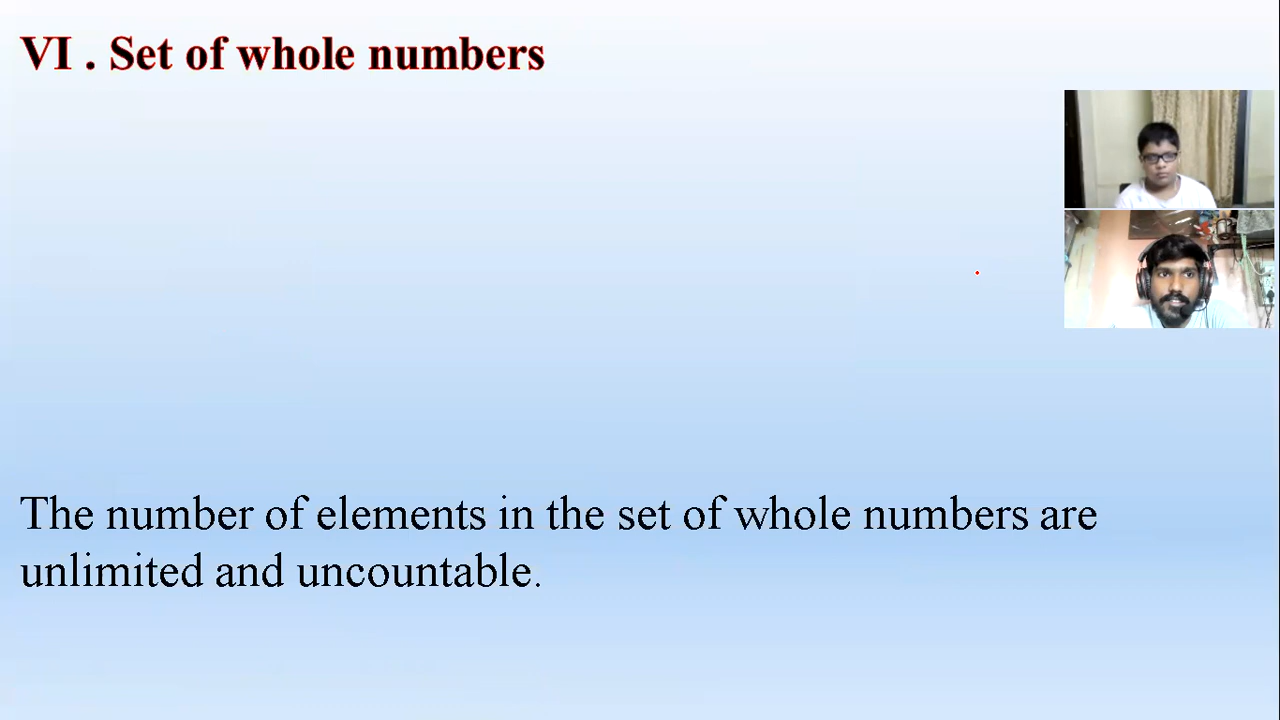 VI . Set of whole numbers
The number of elements in the set of whole numbers are
unlimited and uncountable.